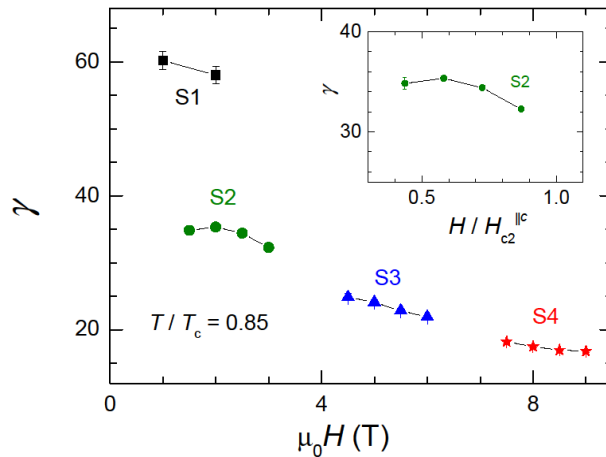 60
40
20
0
4
8
γ
μ0H (T)
S1
S2
S3
S4
T / Tc = 0.85
40
30
0.5
1.0
γ
S2
H / Hc2^||c